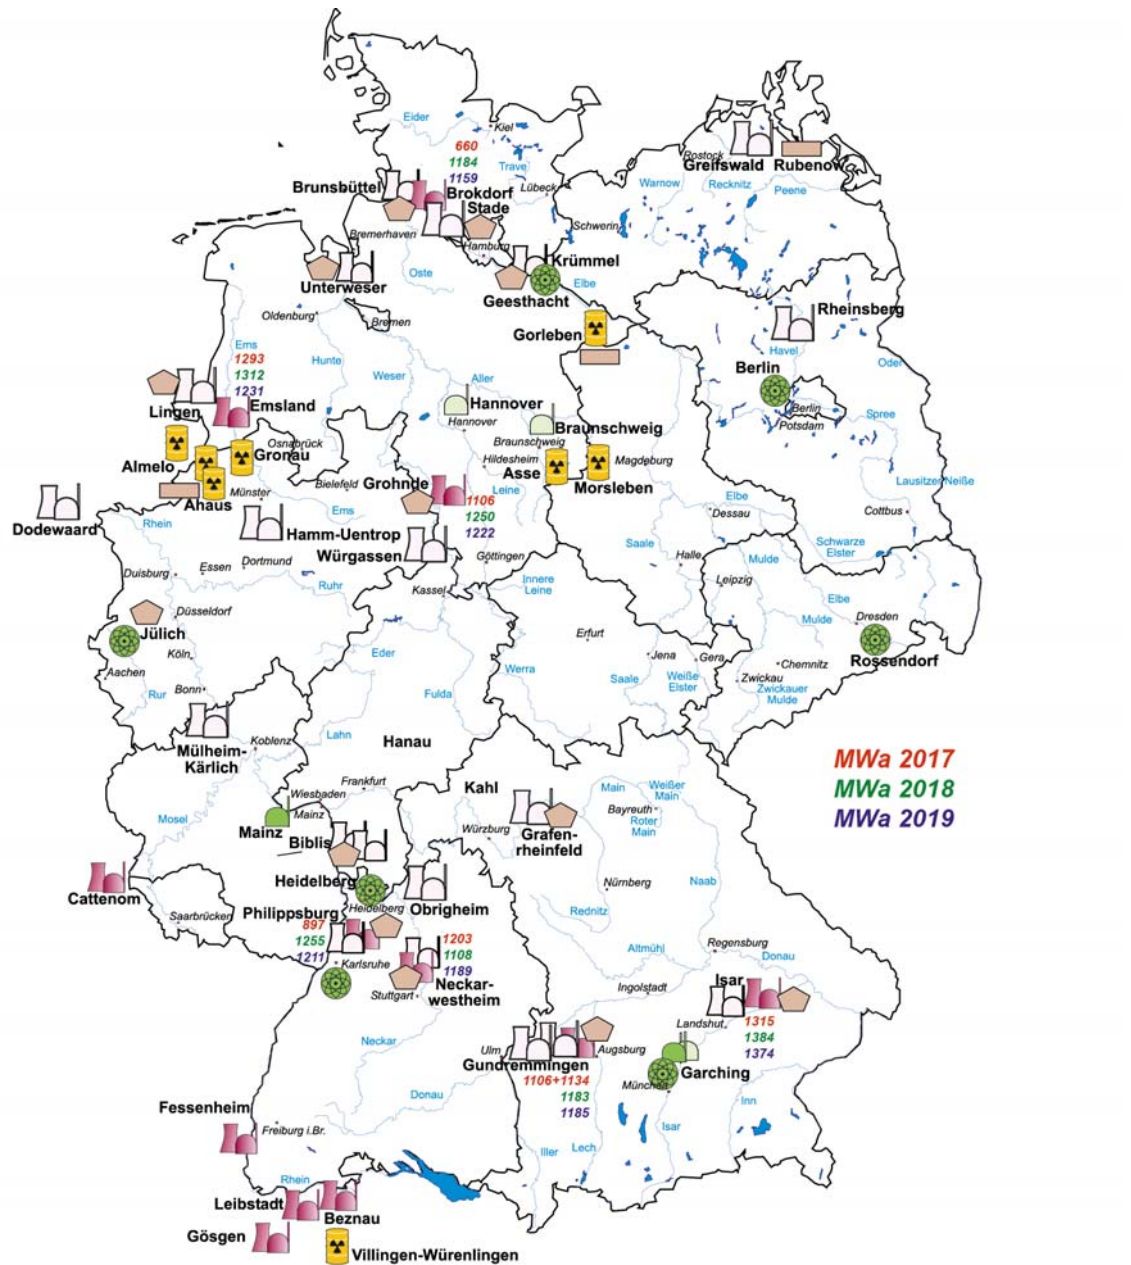 Eider
Kiel
660
1184
1159
Trave
Lübeck
Rostock
Greifswald
Rubenow
Warnow
Recknitz
Peene
Brunsbüttel
Brokdorf
Stade
Bremerhaven
Hamburg
Schwerin
Krümmel
Geesthacht
Elbe
Unterweser
Oste
Oldenburg
Bremen
Gorleben
Rheinsberg
Havel
Oder
Berlin
Berlin
Potsdam
Spree
Ems
1293
1312
1231
Hunte
Weser
Aller
Lingen
Emsland
Hannover
Hannover
Braunschweig
Braunschweig
Hildesheim
Almelo
Gronau
Osnabrück
Ahaus
Münster
Bielefeld
Grohnde
1106
1250
1222
Leine
Asse
Morsleben
Magdeburg
Lausitzer Neiße
Cottbus
Dodewaard
Rhein
Ems
Hamm-Uentrop
Würgassen
Göttingen
Elbe
Dessau
Schwarze
Elster
Saale
Halle
Mulde
Leipzig
Duisburg
Essen
Dortmund
Ruhr
Kassel
Innere
Leine
Elbe
Mulde
Dresden
Rossendorf
Düsseldorf
Jülich
Köln
Aachen
Rur
Bonn
Eder
Fulda
Werra
Erfurt
Jena
Gera
Saale
Weiße
Elster
Chemnitz
Zwickau
Zwickauer
Mulde
Mülheim-
Kärlich
Koblenz
Lahn
Hanau
MWa 2017
MWa 2018
MWa 2019
Frankfurt
Wiesbaden
Mainz
Mainz
Mosel
Kahl
Würzburg
Grafen-
rheinfeld
Main
Weißer
Main
Bayreuth
Roter
Main
Biblis
Cattenom
Heidelberg
Heidelberg
Obrigheim
Saarbrücken
Philippsburg
897
1255
1211
Karlsruhe
1203
1108
1189
Neckar-
westheim
Stuttgart
Nürnberg
Rednitz
Naab
Altmühl
Regensburg
Donau
Ingolstadt
Isar
1315
1384
1374
Landshut
Neckar
Ulm
Gundremmingen
Augsburg
1106+1134
1183
1185
Garching
München
Donau
Inn
Isar
Iller
Lech
Fessenheim
Freiburg i.Br.
Rhein
Leibstadt
Beznau
Gösgen
Villingen-Würenlingen